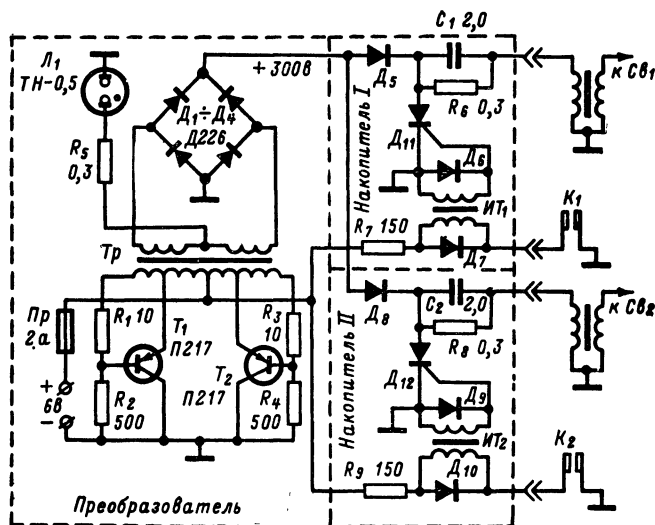 Л1
ТН-0,5
R5
0,3
+300в
Д1÷Д4
Д226
Тр
Пр
2а
+
6в
−
R1 10
R2
500
T1
П217
T2
П217
R3
10
R4
500
Преобразователь
Накопитель I
C1 2,0
Д5
R6 0,3
Д11
Д6
ИТ1
R7 150
Д7
к Св1
К1
Накопитель II
Д8
C2 2,0
R8 0,3
Д12
Д9
ИТ2
R9 150
Д10
к Св2
К2